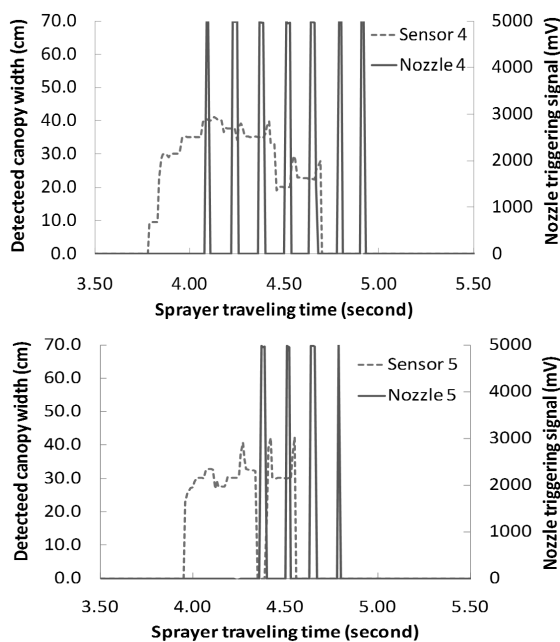 70.0 5000
Sensor 4
60.0
Nozzle 4
4000
50.0
40.0 3000
30.0 2000
20.0
1000
10.0
0.0 0
3.50 4.00 4.50 5.00 5.50
Sprayer traveling time (second)
Detecteed canopy width (cm)
Nozzle triggering signal (mV)
70.0 5000
Sensor 5
60.0
Nozzle 5
4000
50.0
40.0 3000
30.0 2000
20.0
1000
10.0
0.0 0
3.50 4.00 4.50 5.00 5.50
Sprayer traveling time (second)
Detecteed canopy width (cm)
Nozzle triggering signal (mV)